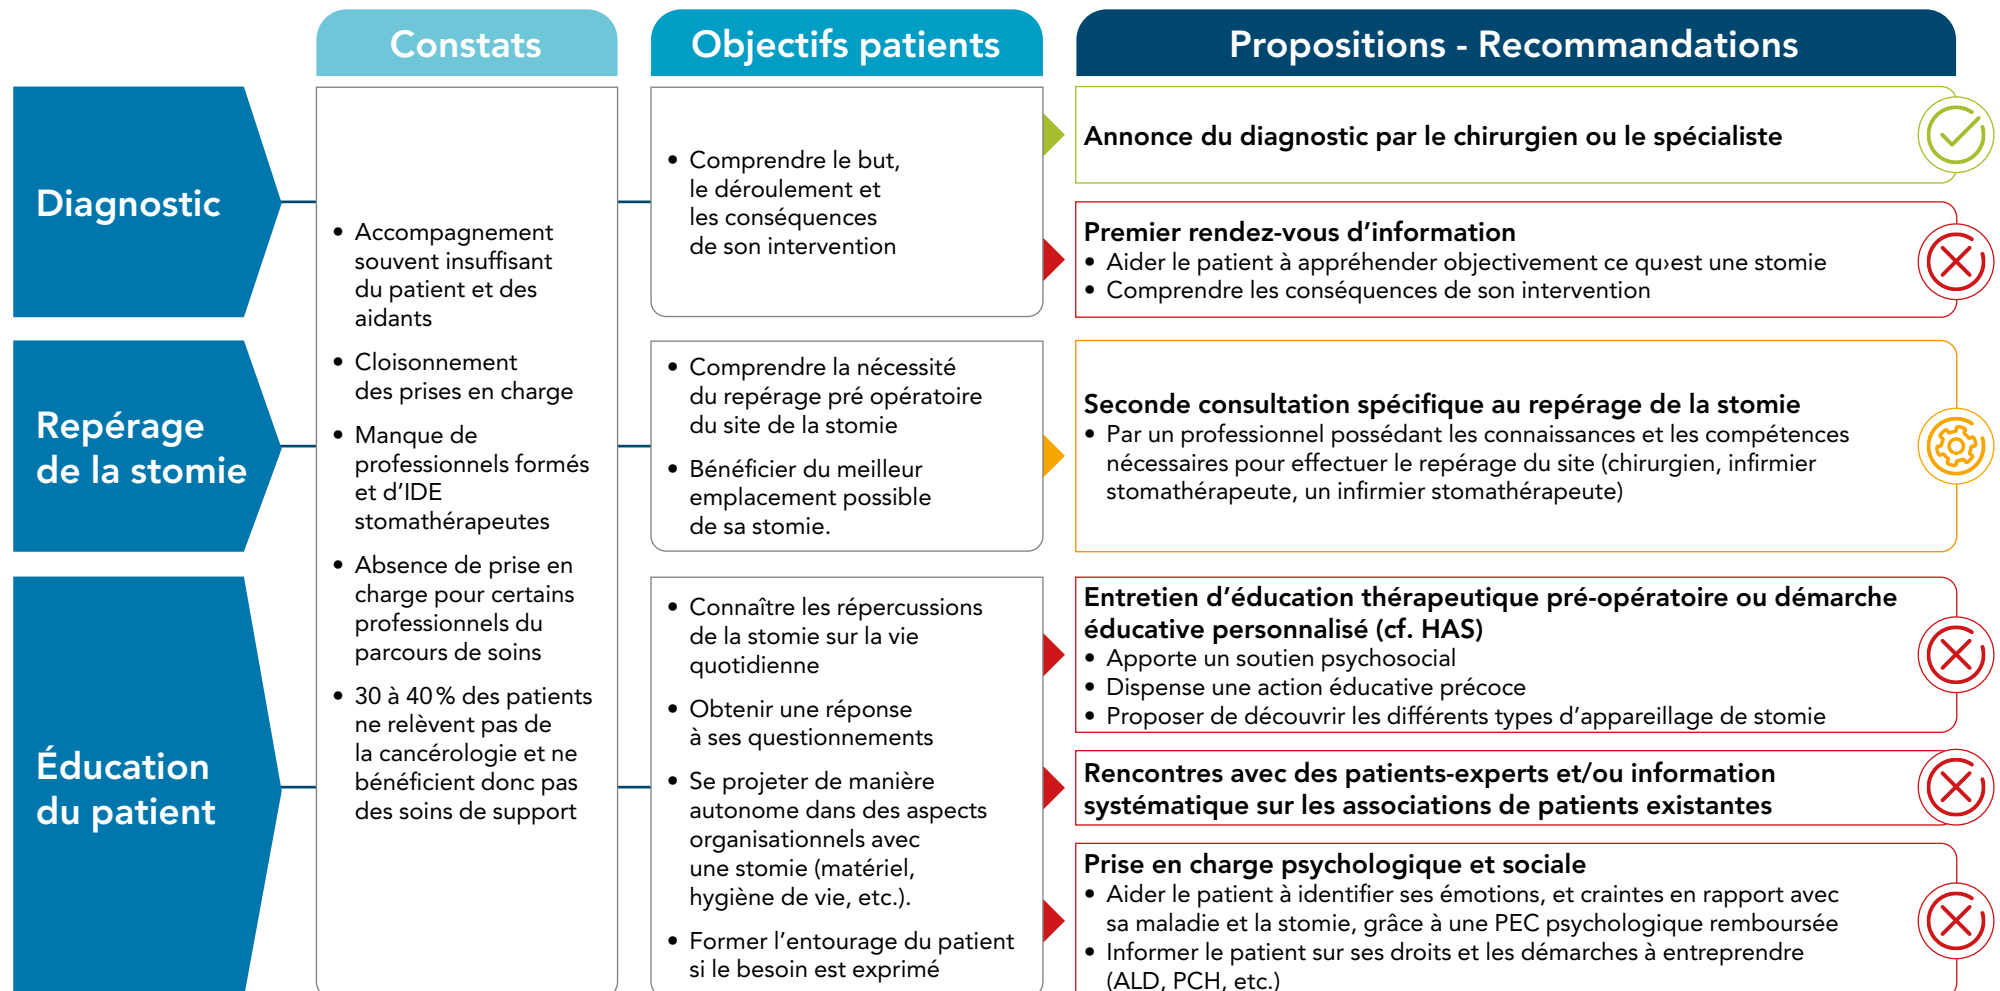 Constats
Objectifs patients
Propositions - Recommandations
Diagnostic
Repérage
de la stomie
Éducation
du patient
• Accompagnement
souvent insuffisant
du patient et des
aidants
• Cloisonnement
des prises en charge
• Manque de
professionnels formés
et d'IDE
stomathérapeutes
• Absence de prise en
charge pour certains
professionnels du
parcours de soins
• 30 à 40 % des patients
ne relèvent pas de
la cancérologie et ne
bénéficient donc pas
des soins de support
• Comprendre le but,
le déroulement et
les conséquences
de son intervention
• Comprendre la nécessité
du repérage pré opératoire
du site de la stomie
• Bénéficier du meilleur
emplacement possible
de sa stomie.
• Connaître les répercussions
de la stomie sur la vie
quotidienne
• Obtenir une réponse
à ses questionnements
• Se projeter de manière
autonome dans des aspects
organisationnels avec
une stomie (matériel,
hygiène de vie, etc.).
• Former l'entourage du patient
si le besoin est exprimé
Annonce du diagnostic par le chirurgien ou le spécialiste
Premier rendez-vous d'information
• Aider le patient à appréhender objectivement ce qu›est une stomie
• Comprendre les conséquences de son intervention
Seconde consultation spécifique au repérage de la stomie
• Par un professionnel possédant les connaissances et les compétences
nécessaires pour effectuer le repérage du site (chirurgien, infirmier
stomathérapeute, un infirmier stomathérapeute)
Entretien d'éducation thérapeutique pré-opératoire ou démarche
éducative personnalisé (cf. HAS)
• Apporte un soutien psychosocial
• Dispense une action éducative précoce
• Proposer de découvrir les différents types d'appareillage de stomie
Rencontres avec des patients-experts et/ou information
systématique sur les associations de patients existantes
Prise en charge psychologique et sociale
• Aider le patient à identifier ses émotions, et craintes en rapport avec
sa maladie et la stomie, grâce à une PEC psychologique remboursée
• Informer le patient sur ses droits et les démarches à entreprendre
(ALD, PCH, etc.)